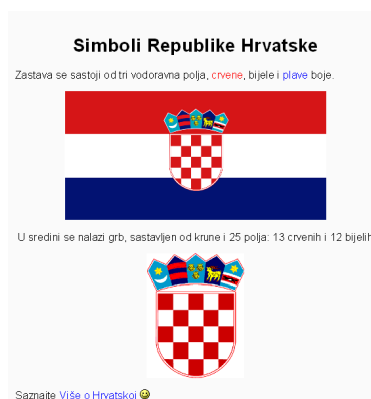 Simboli Republike Hrvatske
Zastava se sastoji od tri vodoravna polja, crvene, bijele i plave boje.
U sredini se nalazi grb, sastavljen od krune i 25 polja: 13 crvenih i 12 bijelih
Saznajte Više o Hrvatskoj